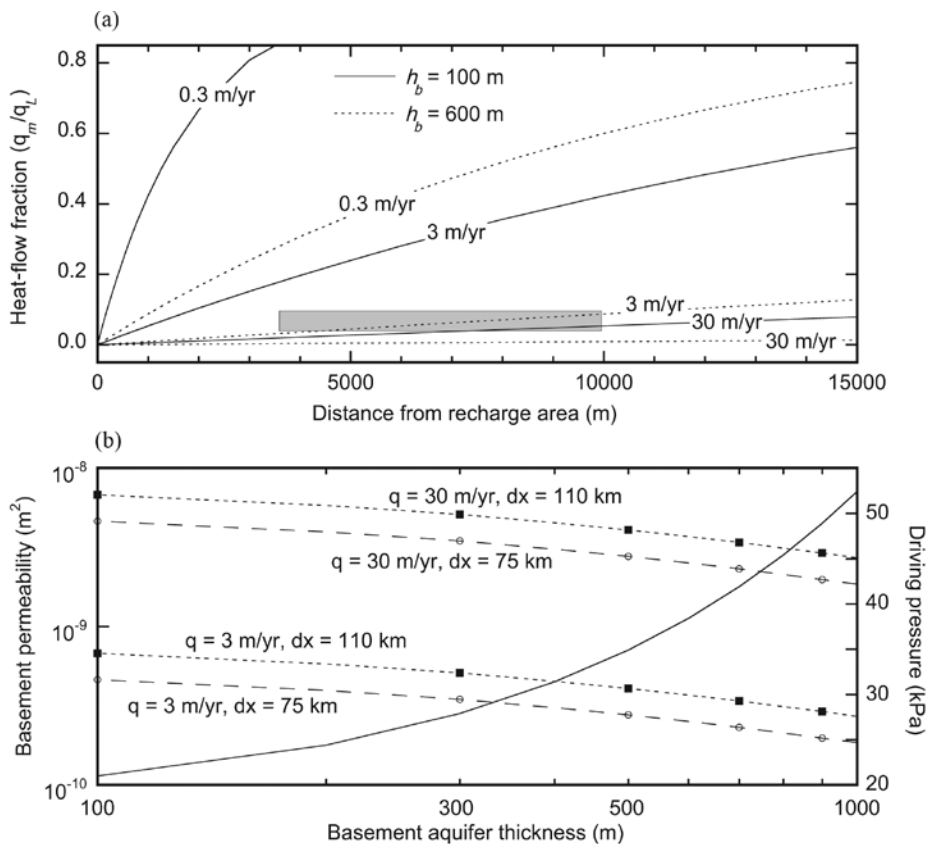 (a)
0.8
0.6
0.4
0.2
0.0
Heat-flow fraction (q_m/q_L)
h_b = 100 m
h_b = 600 m
0.3 m/yr
0.3 m/yr
3 m/yr
3 m/yr
30 m/yr
30 m/yr
0
5000
10000
15000
Distance from recharge area (m)
(b)
10⁻⁸
10⁻⁹
10⁻¹⁰
Basement permeability (m²)
q = 30 m/yr, dx = 110 km
q = 30 m/yr, dx = 75 km
q = 3 m/yr, dx = 110 km
q = 3 m/yr, dx = 75 km
50
40
30
20
Driving pressure (kPa)
100
300
500
1000
Basement aquifer thickness (m)